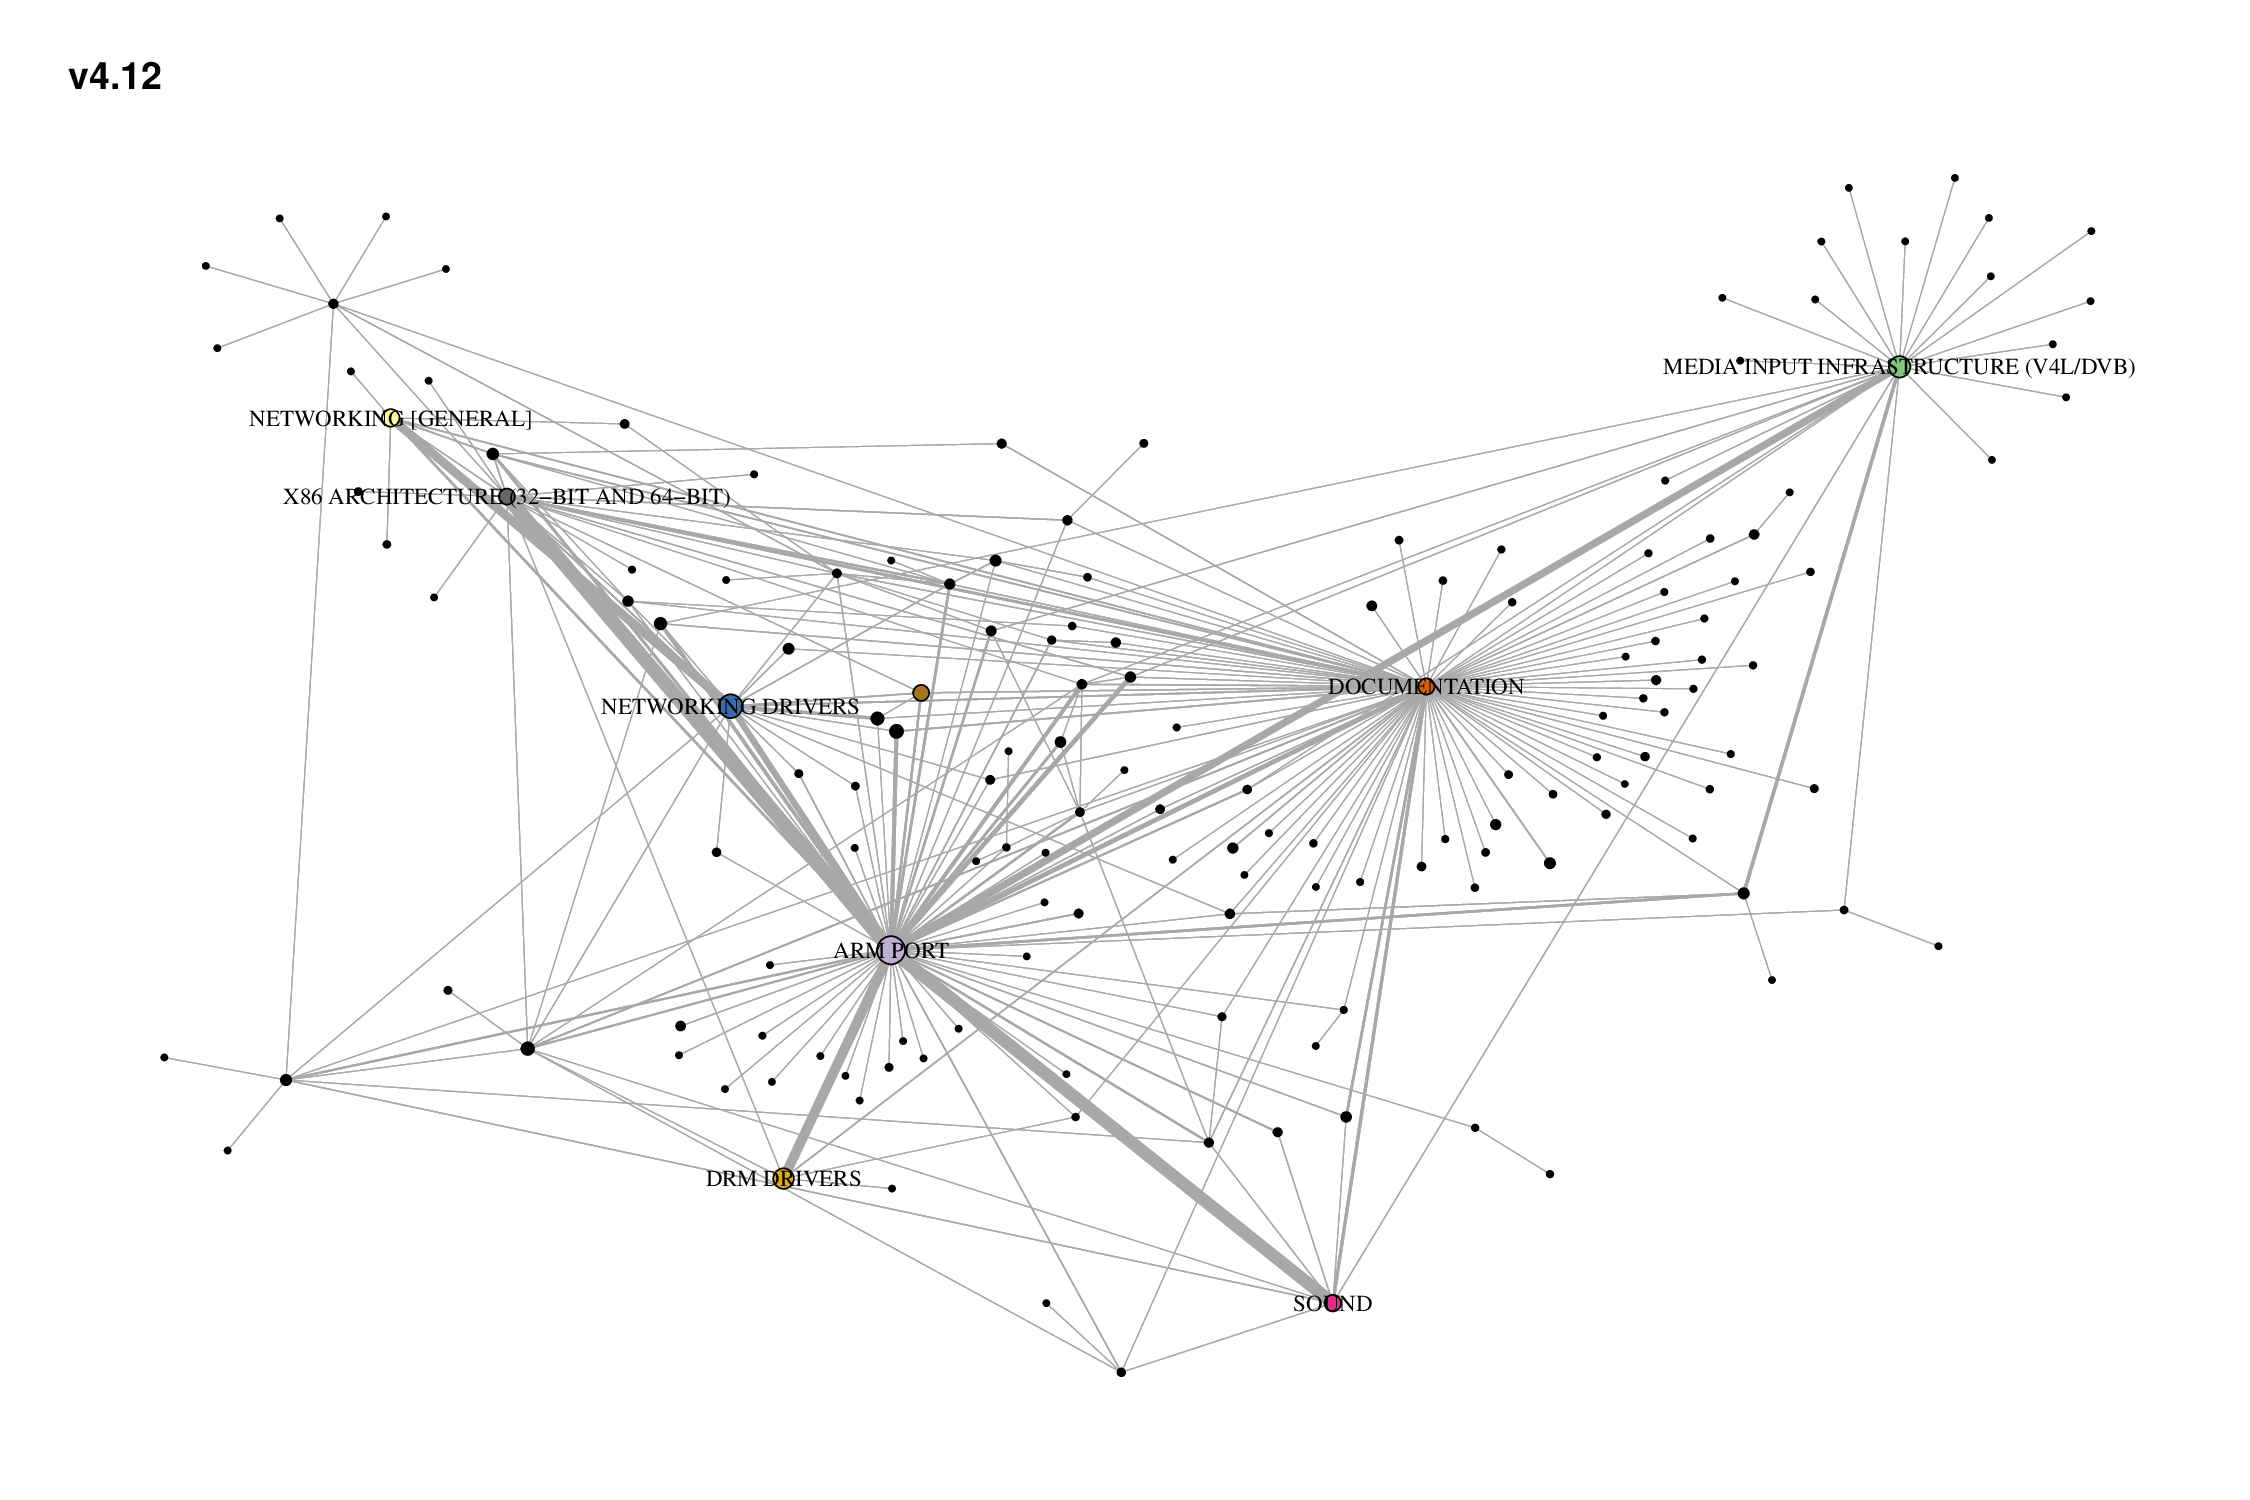 v4.12
MEDIA INPUT INFRASTRUCTURE (V4L/DVB)
NETWORKING [GENERAL]
X86 ARCHITECTURE (32−BIT AND 64−BIT)
DOCUMENTATION
NETWORKING DRIVERS
ARM PORT
DRM DRIVERS
SOUND